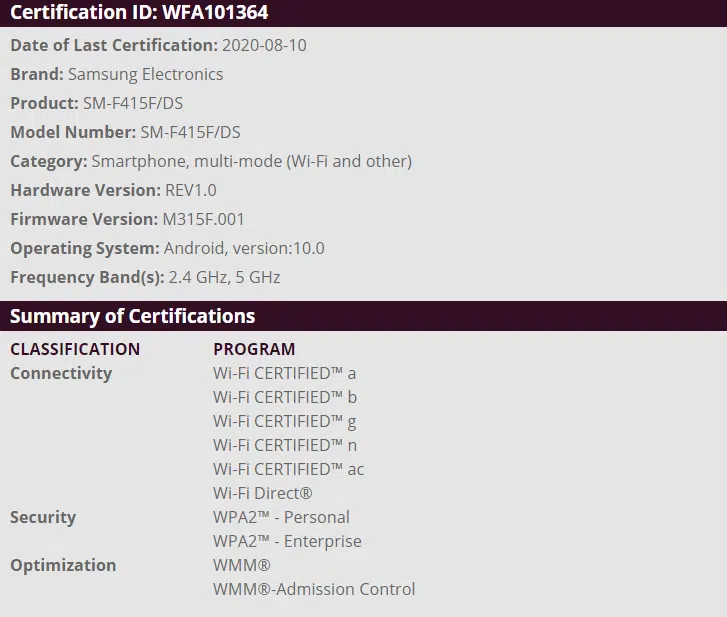 Certification ID: WFA101364
Date of Last Certification: 2020-08-10
Brand: Samsung Electronics
Product: SM-F415F/DS
Model Number: SM-F415F/DS
Category: Smartphone, multi-mode (Wi-Fi and other)
Hardware Version: REV1.0
Firmware Version: M315F.001
Operating System: Android, version:10.0
Frequency Band(s): 2.4 GHz, 5 GHz
Summary of Certifications
CLASSIFICATION PROGRAM
Connectivity Wi-Fi CERTIFIED™ a
Wi-Fi CERTIFIED™ b
Wi-Fi CERTIFIED™ g
Wi-Fi CERTIFIED™ n
Wi-Fi CERTIFIED™ ac
Wi-Fi Direct®
Security WPA2™ - Personal
WPA2™ - Enterprise
Optimization WMM®
WMM®-Admission Control